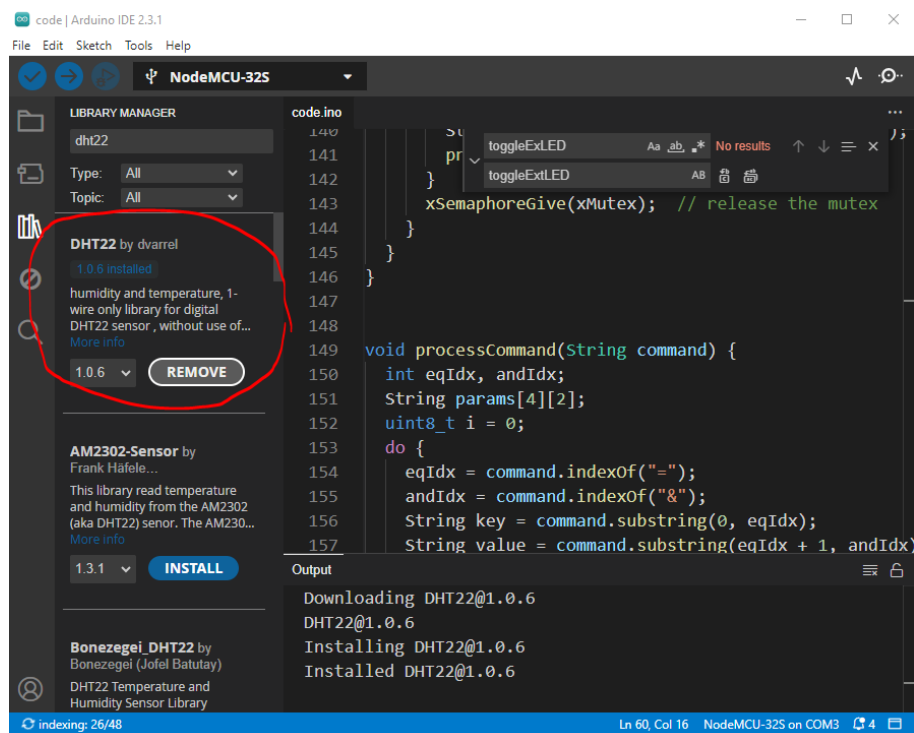 code | Arduino IDE 2.3.1
File Edit Sketch Tools Help
NodeMCU-32S
LIBRARY MANAGER
dht22
Type: All
Topic: All
DHT22 by dvarrel
1.0.6 installed
humidity and temperature, 1-
wire only library for digital
DHT22 sensor , without use of...
More info
1.0.6 REMOVE
AM2302-Sensor by
Frank Häfele...
This library read temperature
and humidity from the AM2302
(aka DHT22) senor. The AM230...
More info
1.3.1 INSTALL
Bonezegei_DHT22 by
Bonezegei (Jofel Batutay)
DHT22 Temperature and
Humidity Sensor Library
code.ino
toggleExLED Aa ab .* No results
toggleExtLED AB
140 St );
141 pr
142 }
143 xSemaphoreGive(xMutex); // release the mutex
144 }
145 }
146 }
147
148
149 void processCommand(String command) {
150 int eqIdx, andIdx;
151 String params[4][2];
152 uint8_t i = 0;
153 do {
154 eqIdx = command.indexOf("=");
155 andIdx = command.indexOf("&");
156 String key = command.substring(0, eqIdx);
157 String value = command.substring(eqIdx + 1, andIdx)
Output
Downloading DHT22@1.0.6
DHT22@1.0.6
Installing DHT22@1.0.6
Installed DHT22@1.0.6
indexing: 26/48 Ln 60, Col 16 NodeMCU-32S on COM3 4